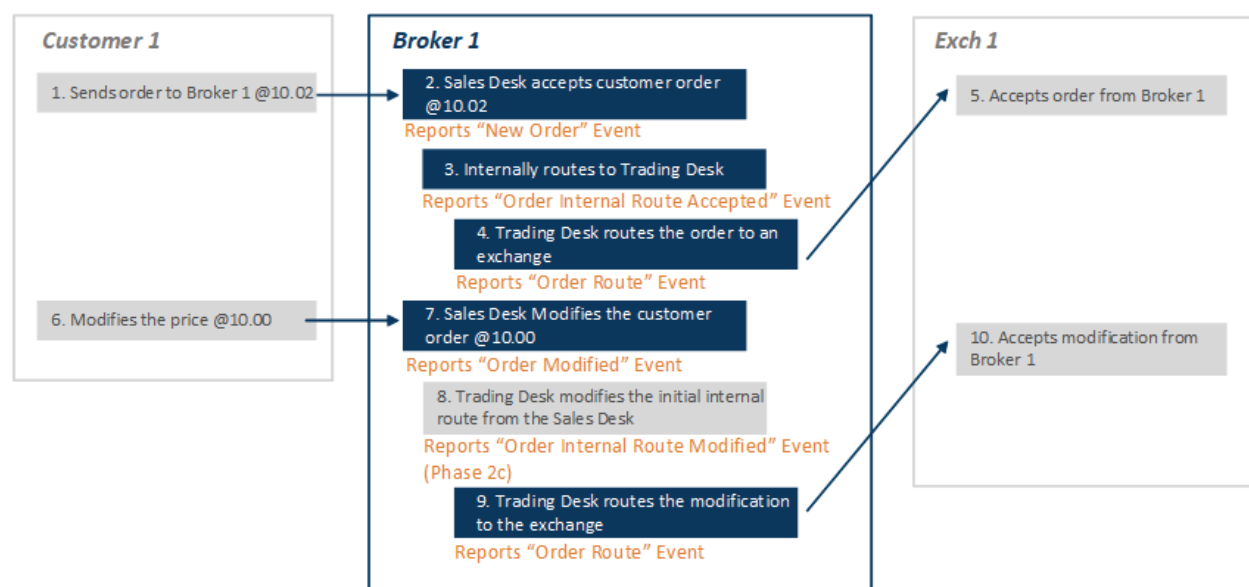 Customer 1
Broker 1
Exch 1
1. Sends order to Broker 1 @10.02
2. Sales Desk accepts customer order
@10.02
Reports “New Order” Event
3. Internally routes to Trading Desk
Reports “Order Internal Route Accepted” Event
4. Trading Desk routes the order to an
exchange
Reports “Order Route” Event
5. Accepts order from Broker 1
6. Modifies the price @10.00
7. Sales Desk Modifies the customer
order @10.00
Reports “Order Modified” Event
8. Trading Desk modifies the initial internal
route from the Sales Desk
Reports “Order Internal Route Modified” Event
(Phase 2c)
9. Trading Desk routes the modification
to the exchange
Reports “Order Route” Event
10. Accepts modification from
Broker 1